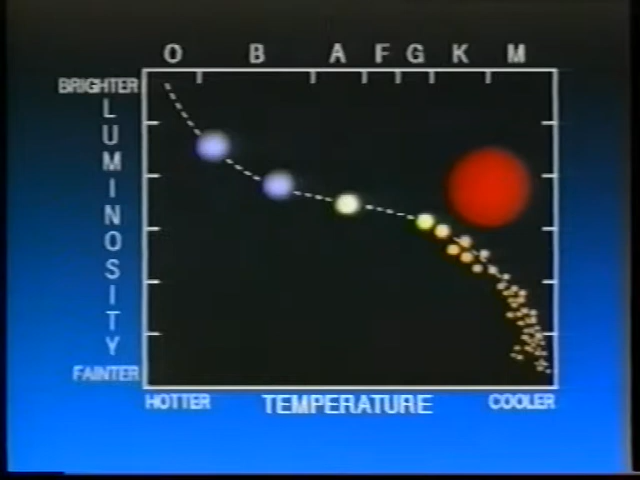 O B A F G K M
BRIGHTER
LUMINOSITY
FAINTER
HOTTER TEMPERATURE COOLER